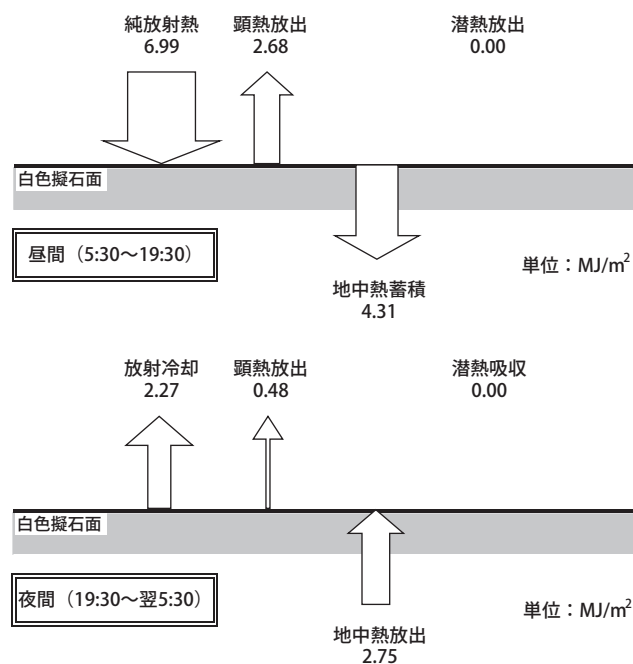 純放射熱 顕熱放出 潜熱放出
6.99 2.68 0.00
白色擬石面
昼間（5:30～19:30）
単位：MJ/m²
地中熱蓄積
4.31
放射冷却 顕熱放出 潜熱吸収
2.27 0.48 0.00
白色擬石面
夜間（19:30～翌5:30）
単位：MJ/m²
地中熱放出
2.75